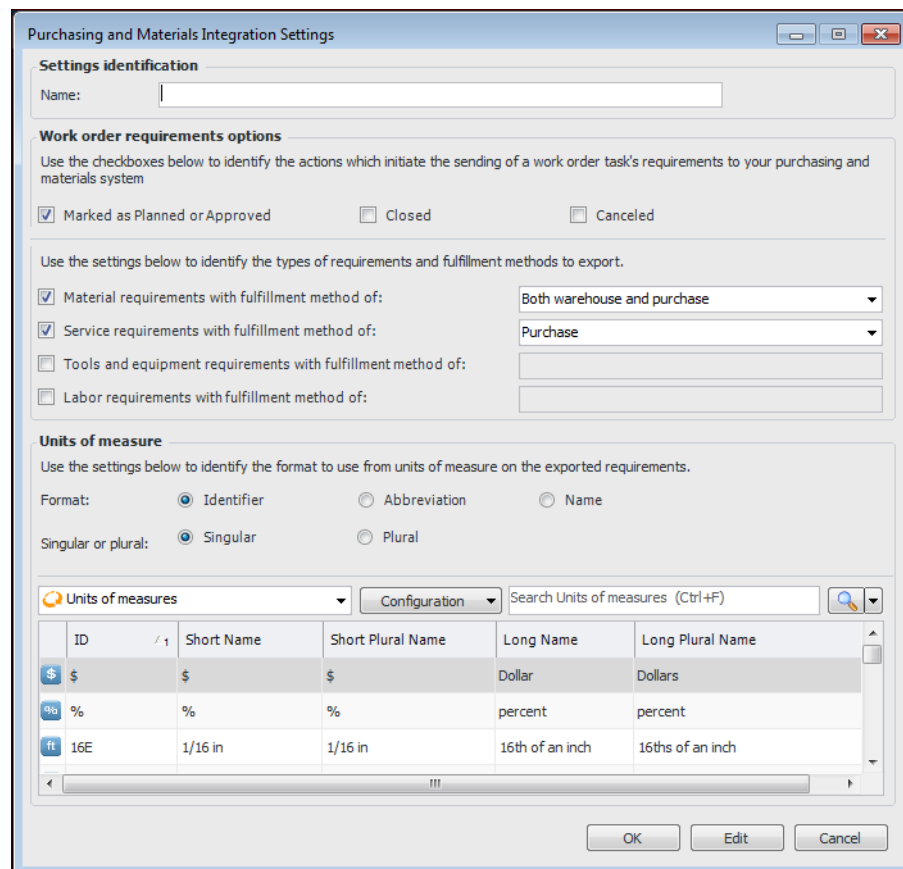 Purchasing and Materials Integration Settings
Settings identification
Name:
Work order requirements options
Use the checkboxes below to identify the actions which initiate the sending of a work order task's requirements to your purchasing and
materials system
Marked as Planned or Approved Closed Canceled
Use the settings below to identify the types of requirements and fulfillment methods to export.
Material requirements with fulfillment method of: Both warehouse and purchase
Service requirements with fulfillment method of: Purchase
Tools and equipment requirements with fulfillment method of:
Labor requirements with fulfillment method of:
Units of measure
Use the settings below to identify the format to use from units of measure on the exported requirements.
Format: Identifier Abbreviation Name
Singular or plural: Singular Plural
Units of measures Configuration Search Units of measures (Ctrl+F)
ID 1 Short Name Short Plural Name Long Name Long Plural Name
$ $ $ $ Dollar Dollars
% % % % percent percent
ft 16E 1/16 in 1/16 in 16th of an inch 16ths of an inch
OK Edit Cancel